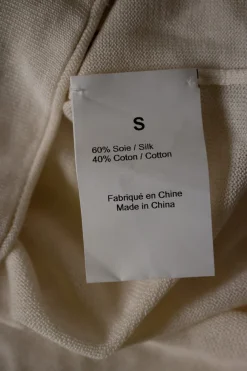 S
60% Soie / Silk
40% Coton / Cotton
Fabriqué en Chine
Made in China